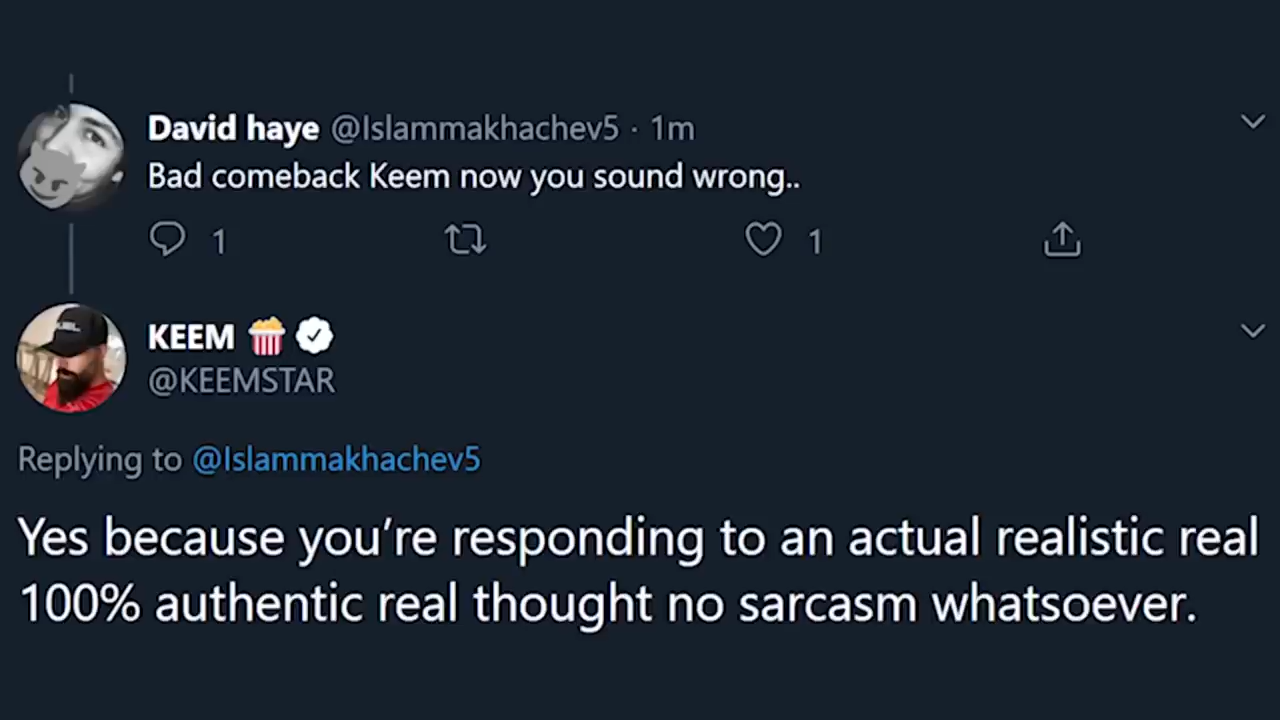 David haye @Islammakhachev5 · 1m
Bad comeback Keem now you sound wrong..
1 1
KEEM 🍿
@KEEMSTAR
Replying to @Islammakhachev5
Yes because you’re responding to an actual realistic real
100% authentic real thought no sarcasm whatsoever.